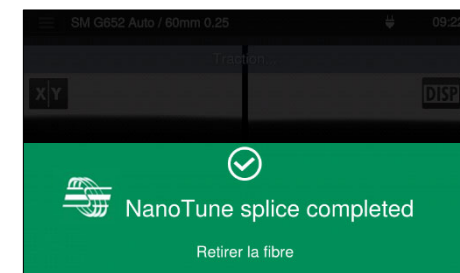 SM G652 Auto / 60mm 0.25 09:22
Traction...
X|Y DISP
NanoTune splice completed
Retirer la fibre